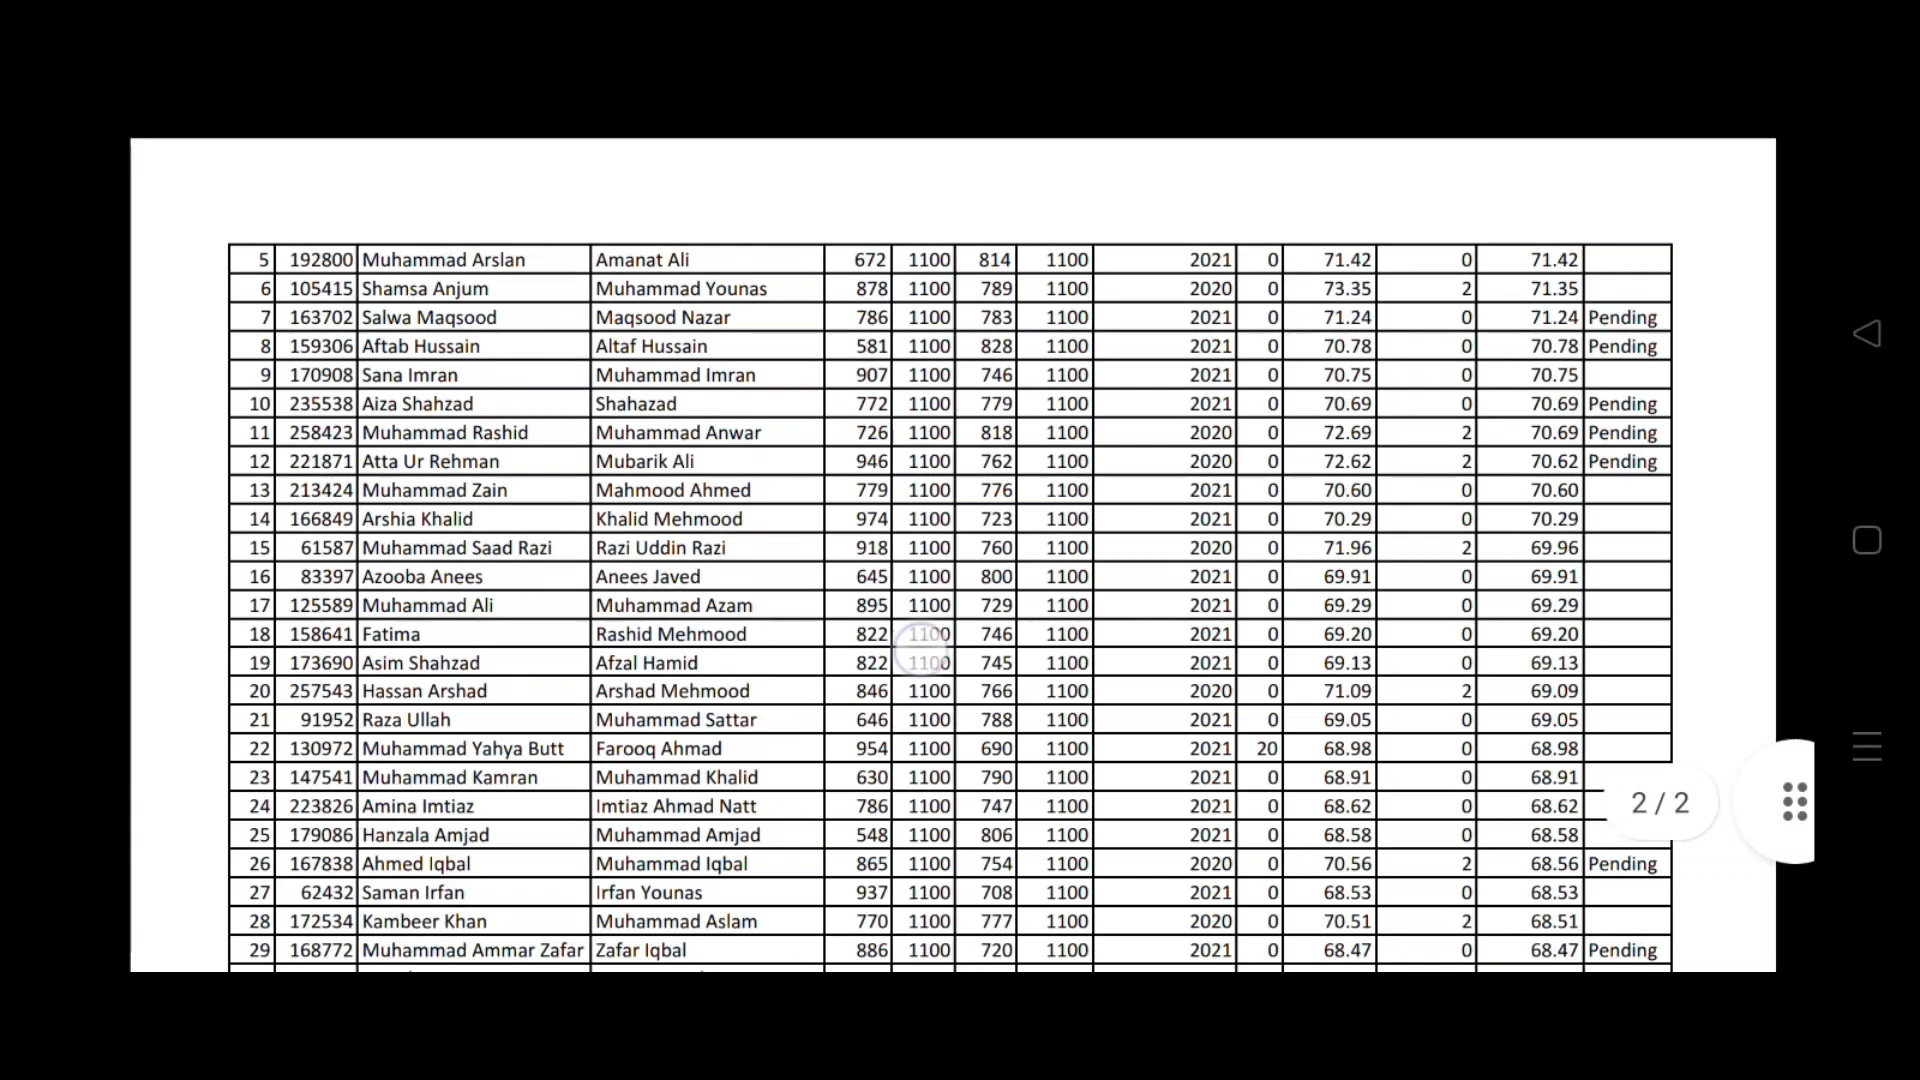 5 192800 Muhammad Arslan Amanat Ali 672 1100 814 1100 2021 0 71.42 0 71.42
6 105415 Shamsa Anjum Muhammad Younas 878 1100 789 1100 2020 0 73.35 2 71.35
7 163702 Salwa Maqsood Maqsood Nazar 786 1100 783 1100 2021 0 71.24 0 71.24 Pending
8 159306 Aftab Hussain Altaf Hussain 581 1100 828 1100 2021 0 70.78 0 70.78 Pending
9 170908 Sana Imran Muhammad Imran 907 1100 746 1100 2021 0 70.75 0 70.75
10 235538 Aiza Shahzad Shahazad 772 1100 779 1100 2021 0 70.69 0 70.69 Pending
11 258423 Muhammad Rashid Muhammad Anwar 726 1100 818 1100 2020 0 72.69 2 70.69 Pending
12 221871 Atta Ur Rehman Mubarik Ali 946 1100 762 1100 2020 0 72.62 2 70.62 Pending
13 213424 Muhammad Zain Mahmood Ahmed 779 1100 776 1100 2021 0 70.60 0 70.60
14 166849 Arshia Khalid Khalid Mehmood 974 1100 723 1100 2021 0 70.29 0 70.29
15 61587 Muhammad Saad Razi Razi Uddin Razi 918 1100 760 1100 2020 0 71.96 2 69.96
16 83397 Azooba Anees Anees Javed 645 1100 800 1100 2021 0 69.91 0 69.91
17 125589 Muhammad Ali Muhammad Azam 895 1100 729 1100 2021 0 69.29 0 69.29
18 158641 Fatima Rashid Mehmood 822 1100 746 1100 2021 0 69.20 0 69.20
19 173690 Asim Shahzad Afzal Hamid 822 1100 745 1100 2021 0 69.13 0 69.13
20 257543 Hassan Arshad Arshad Mehmood 846 1100 766 1100 2020 0 71.09 2 69.09
21 91952 Raza Ullah Muhammad Sattar 646 1100 788 1100 2021 0 69.05 0 69.05
22 130972 Muhammad Yahya Butt Farooq Ahmad 954 1100 690 1100 2021 20 68.98 0 68.98
23 147541 Muhammad Kamran Muhammad Khalid 630 1100 790 1100 2021 0 68.91 0 68.91
24 223826 Amina Imtiaz Imtiaz Ahmad Natt 786 1100 747 1100 2021 0 68.62 0 68.62
2 / 2
25 179086 Hanzala Amjad Muhammad Amjad 548 1100 806 1100 2021 0 68.58 0 68.58
26 167838 Ahmed Iqbal Muhammad Iqbal 865 1100 754 1100 2020 0 70.56 2 68.56 Pending
27 62432 Saman Irfan Irfan Younas 937 1100 708 1100 2021 0 68.53 0 68.53
28 172534 Kambeer Khan Muhammad Aslam 770 1100 777 1100 2020 0 70.51 2 68.51
29 168772 Muhammad Ammar Zafar Zafar Iqbal 886 1100 720 1100 2021 0 68.47 0 68.47 Pending